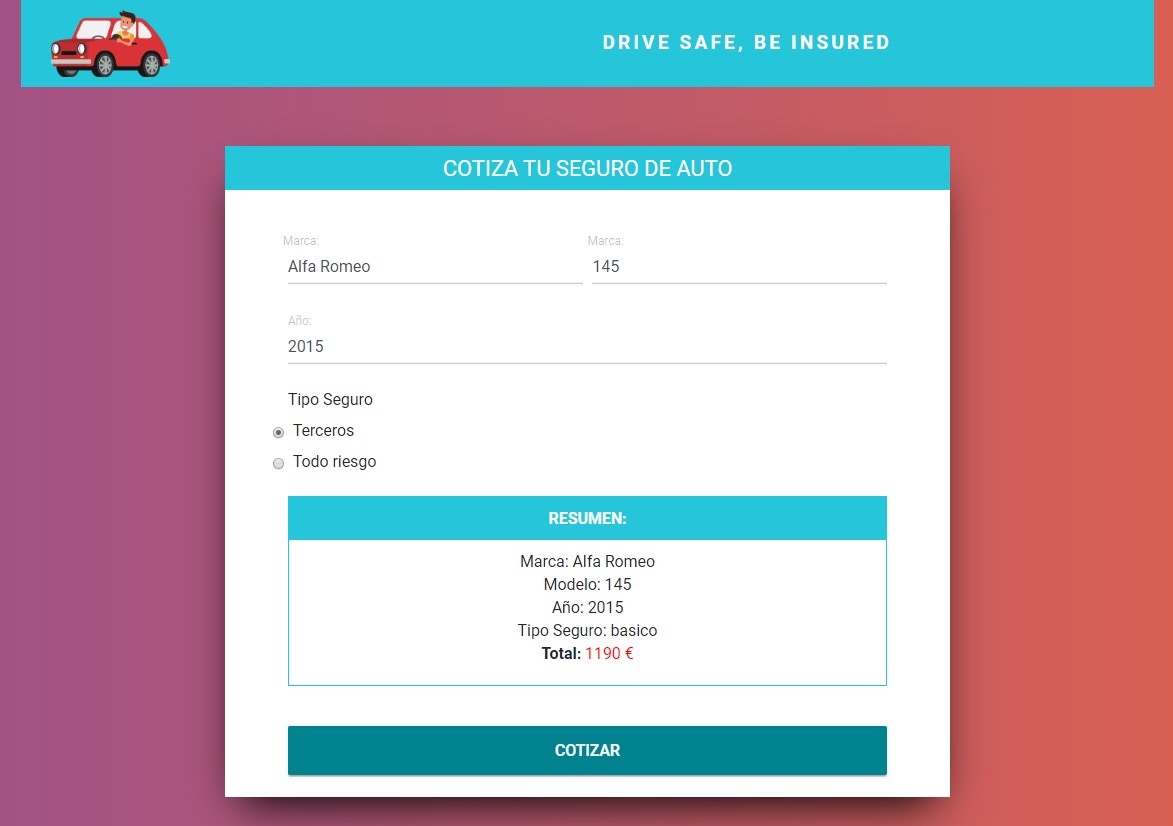 DRIVE SAFE, BE INSURED
COTIZA TU SEGURO DE AUTO
Marca: Marca:
Alfa Romeo 145
Año:
2015
Tipo Seguro
Terceros
Todo riesgo
RESUMEN:
Marca: Alfa Romeo
Modelo: 145
Año: 2015
Tipo Seguro: basico
Total: 1190 €
COTIZAR